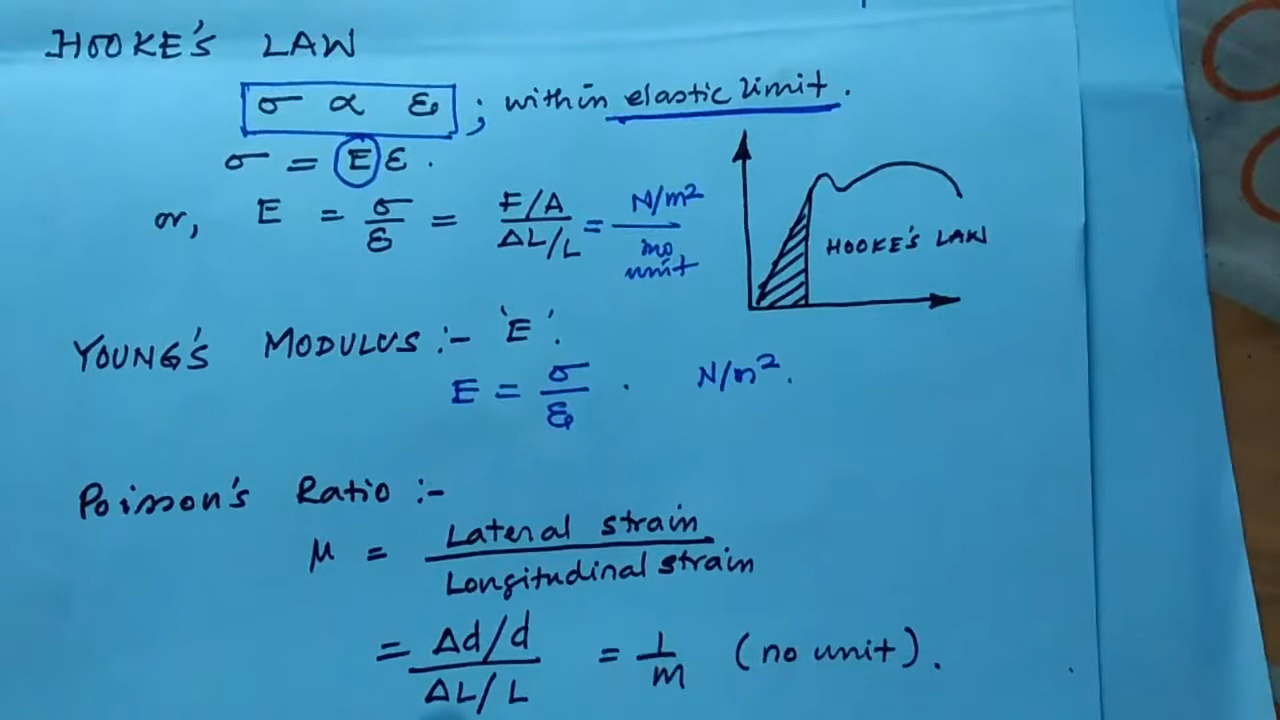 HOOKE'S LAW
σ ∝ ε ; within elastic limit.
σ = E ε.
or, E = σ/ε = F/A / ΔL/L = N/m² / no unit
HOOKE'S LAW
YOUNG'S MODULUS :- 'E'.
E = σ/ε . N/m².
Poisson's Ratio :-
μ = Lateral strain / Longitudinal strain
= Δd/d / ΔL/L = 1/m (no unit).